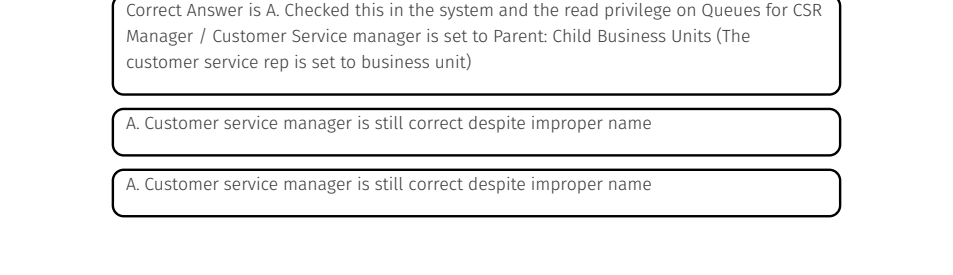 Correct Answer is A. Checked this in the system and the read privilege on Queues for CSR
Manager / Customer Service manager is set to Parent: Child Business Units (The
customer service rep is set to business unit)
A. Customer service manager is still correct despite improper name
A. Customer service manager is still correct despite improper name